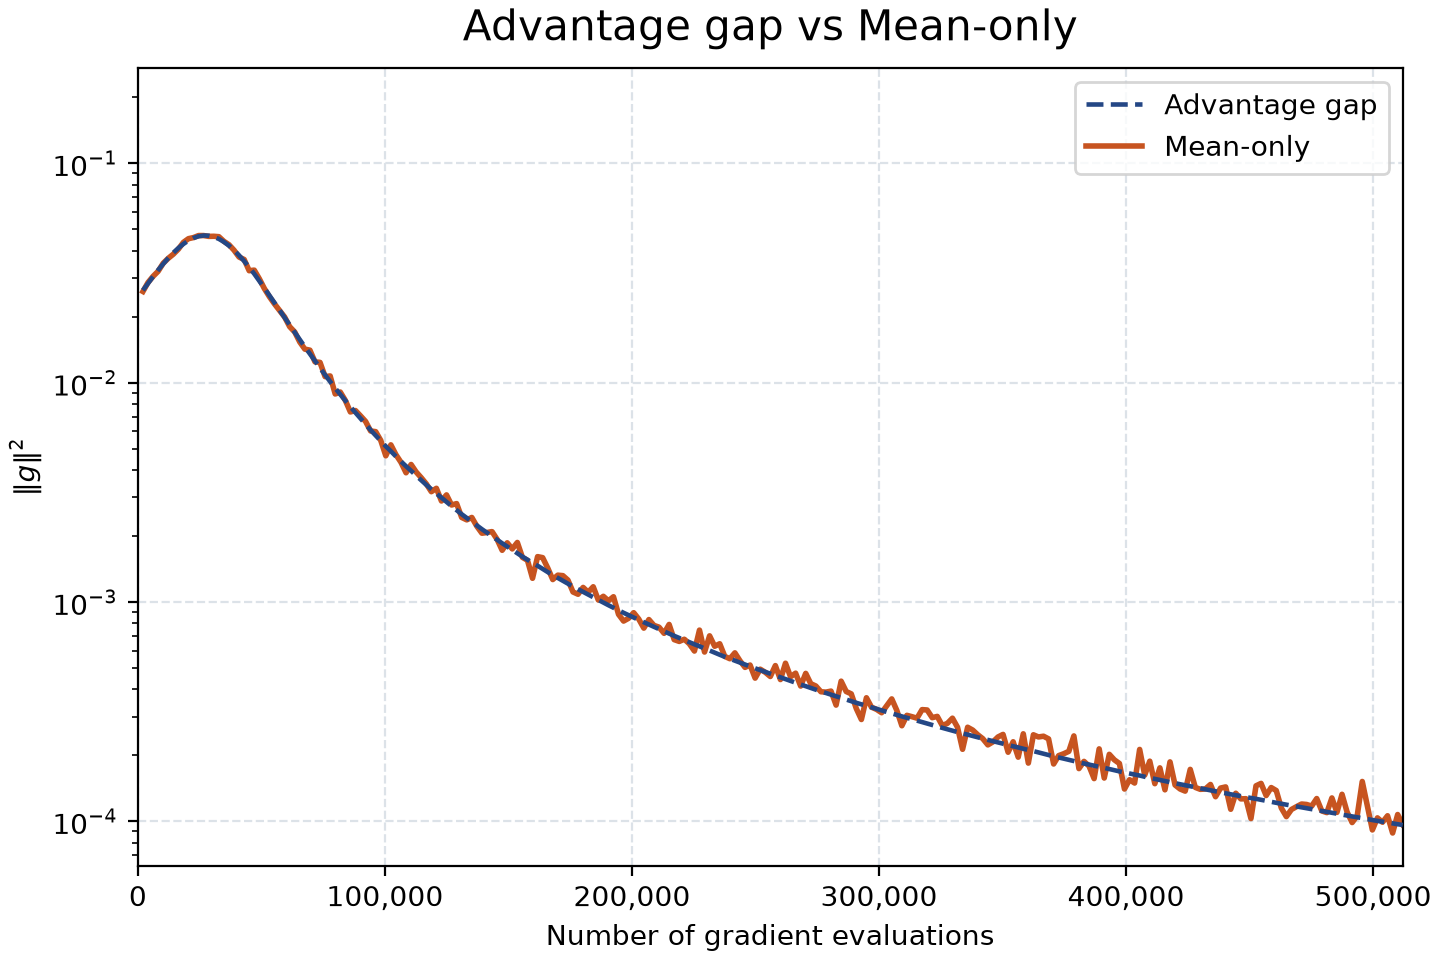 Advantage gap vs Mean-only
Advantage gap
Mean-only
‖g‖²
10⁻¹
10⁻²
10⁻³
10⁻⁴
0 100,000 200,000 300,000 400,000 500,000
Number of gradient evaluations